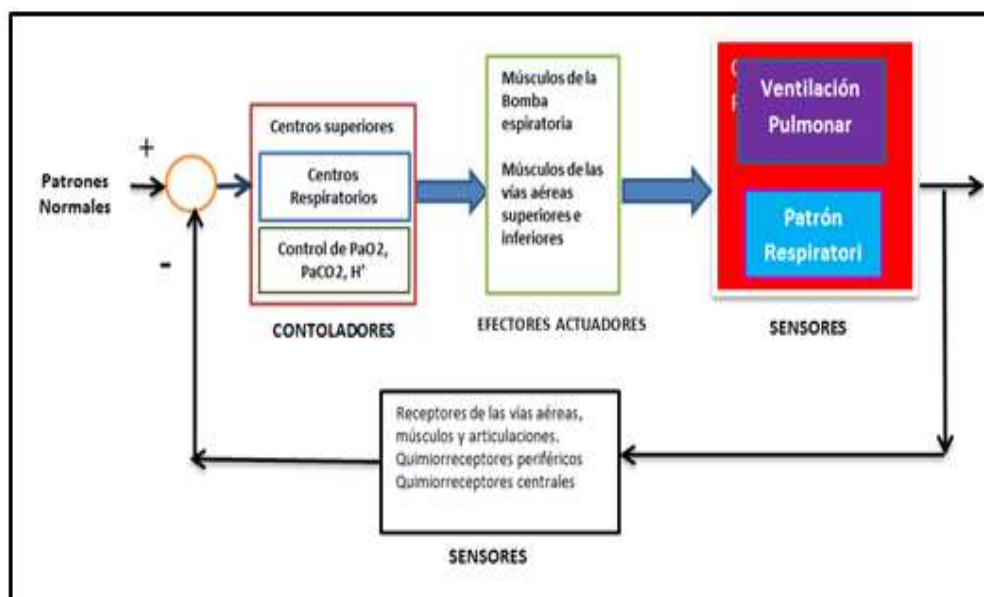 Patrones
Normales
+
-
Centros superiores
Centros
Respiratorios
Control de PaO2,
PaCO2, H⁺
CONTOLADORES
Músculos de la
Bomba
espiratoria
Músculos de las
vías aéreas
superiores e
inferiores
EFECTORES ACTUADORES
Ventilación
Pulmonar
Patrón
Respiratori
SENSORES
Receptores de las vías aéreas,
músculos y articulaciones.
Quimiorreceptores periféricos
Quimiorreceptores centrales
SENSORES